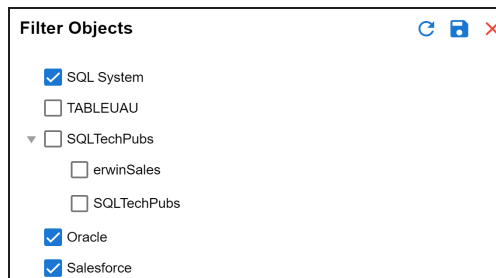 Filter Objects
SQL System
TABLEUAU
SQLTechPubs
erwinSales
SQLTechPubs
Oracle
Salesforce